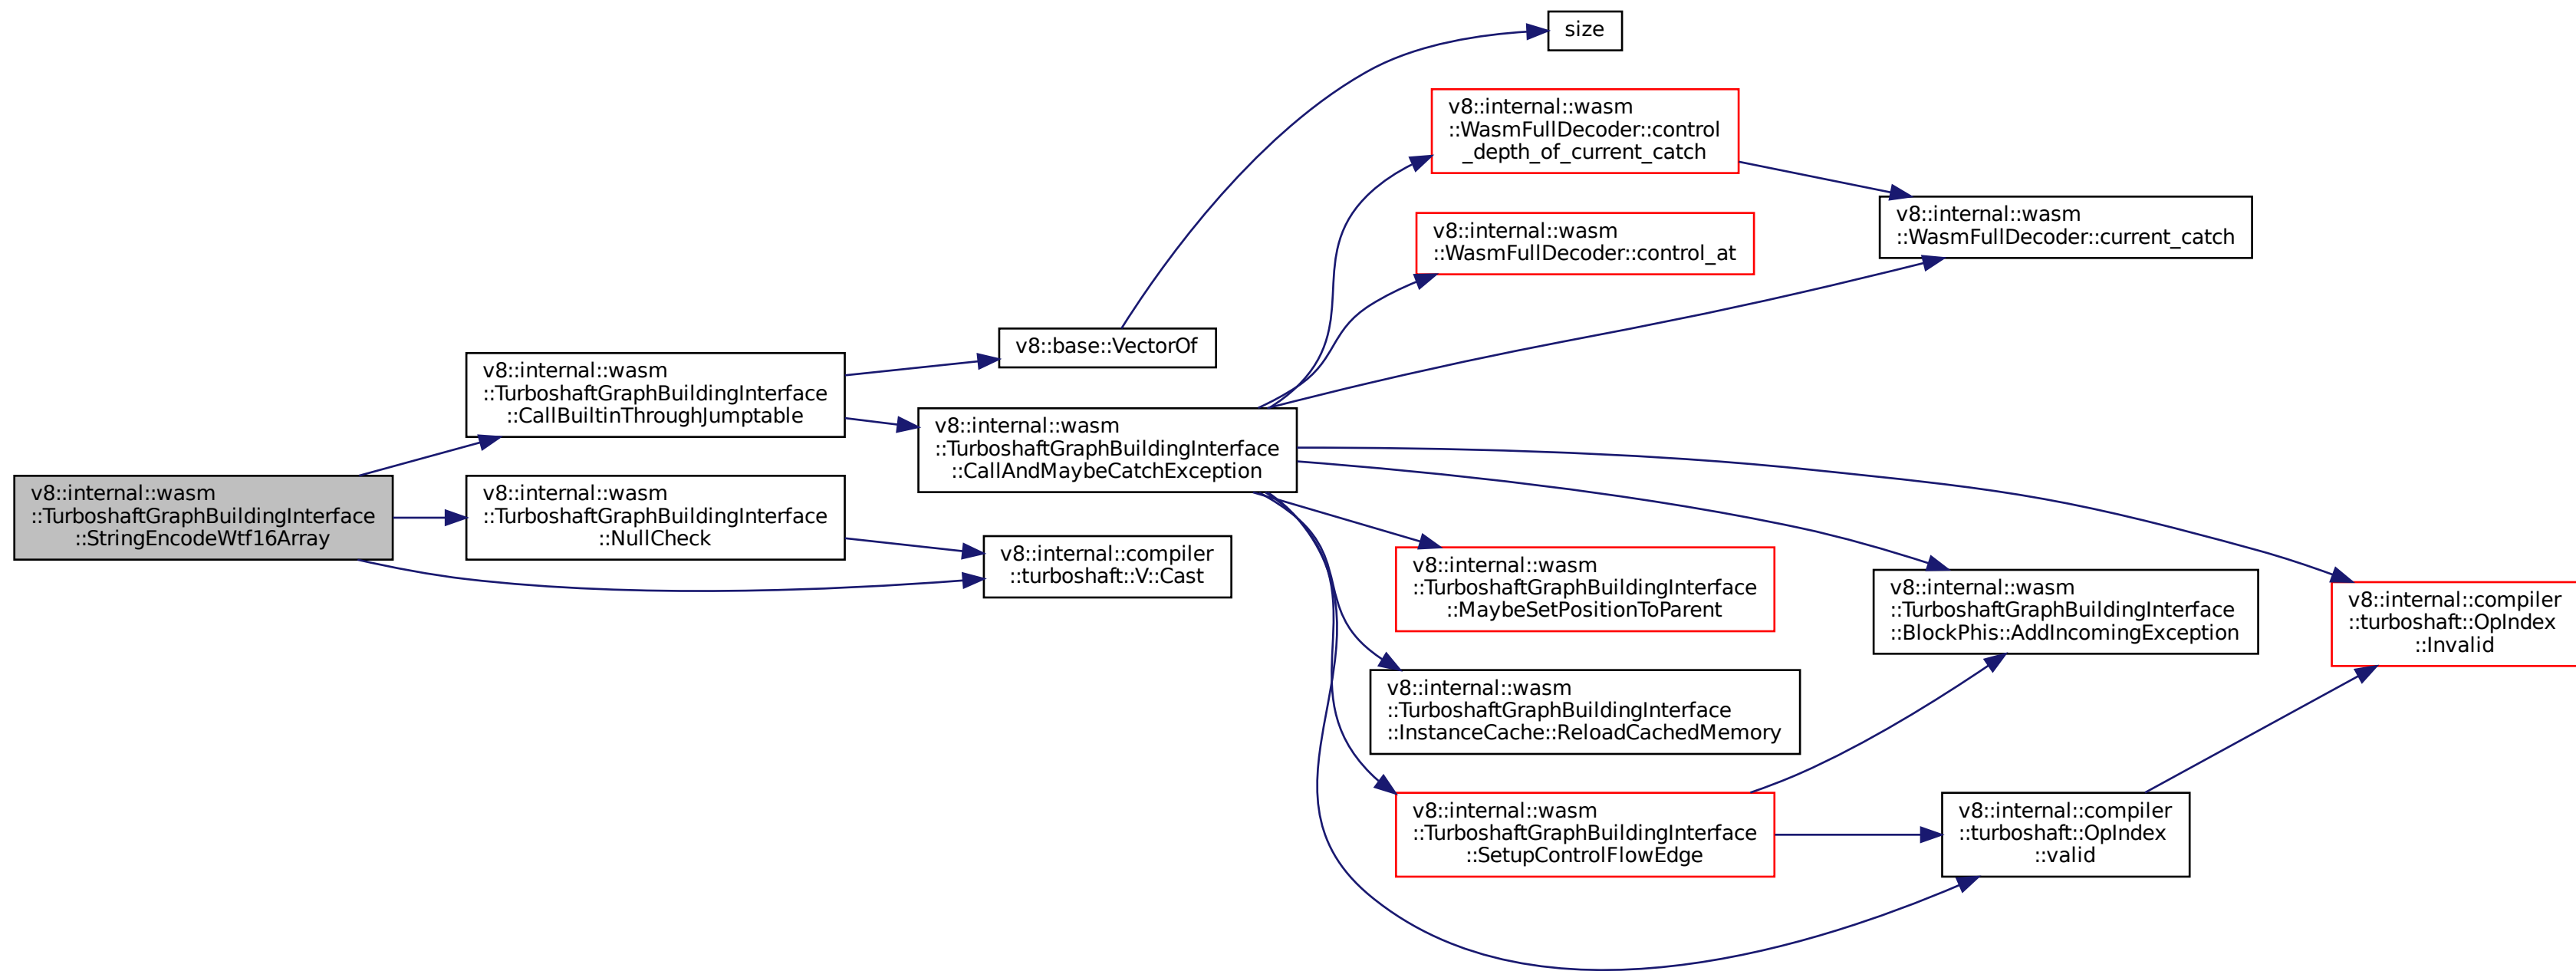 v8::internal::wasm
::TurboshaftGraphBuildingInterface
::StringEncodeWtf16Array
v8::internal::wasm
::TurboshaftGraphBuildingInterface
::CallBuiltinThroughJumptable
v8::internal::wasm
::TurboshaftGraphBuildingInterface
::NullCheck
v8::base::VectorOf
v8::internal::wasm
::TurboshaftGraphBuildingInterface
::CallAndMaybeCatchException
v8::internal::compiler
::turboshaft::V::Cast
size
v8::internal::wasm
::WasmFullDecoder::control
_depth_of_current_catch
v8::internal::wasm
::WasmFullDecoder::control_at
v8::internal::wasm
::WasmFullDecoder::current_catch
v8::internal::wasm
::TurboshaftGraphBuildingInterface
::MaybeSetPositionToParent
v8::internal::wasm
::TurboshaftGraphBuildingInterface
::InstanceCache::ReloadCachedMemory
v8::internal::wasm
::TurboshaftGraphBuildingInterface
::SetupControlFlowEdge
v8::internal::wasm
::TurboshaftGraphBuildingInterface
::BlockPhis::AddIncomingException
v8::internal::compiler
::turboshaft::OpIndex
::valid
v8::internal::compiler
::turboshaft::OpIndex
::Invalid